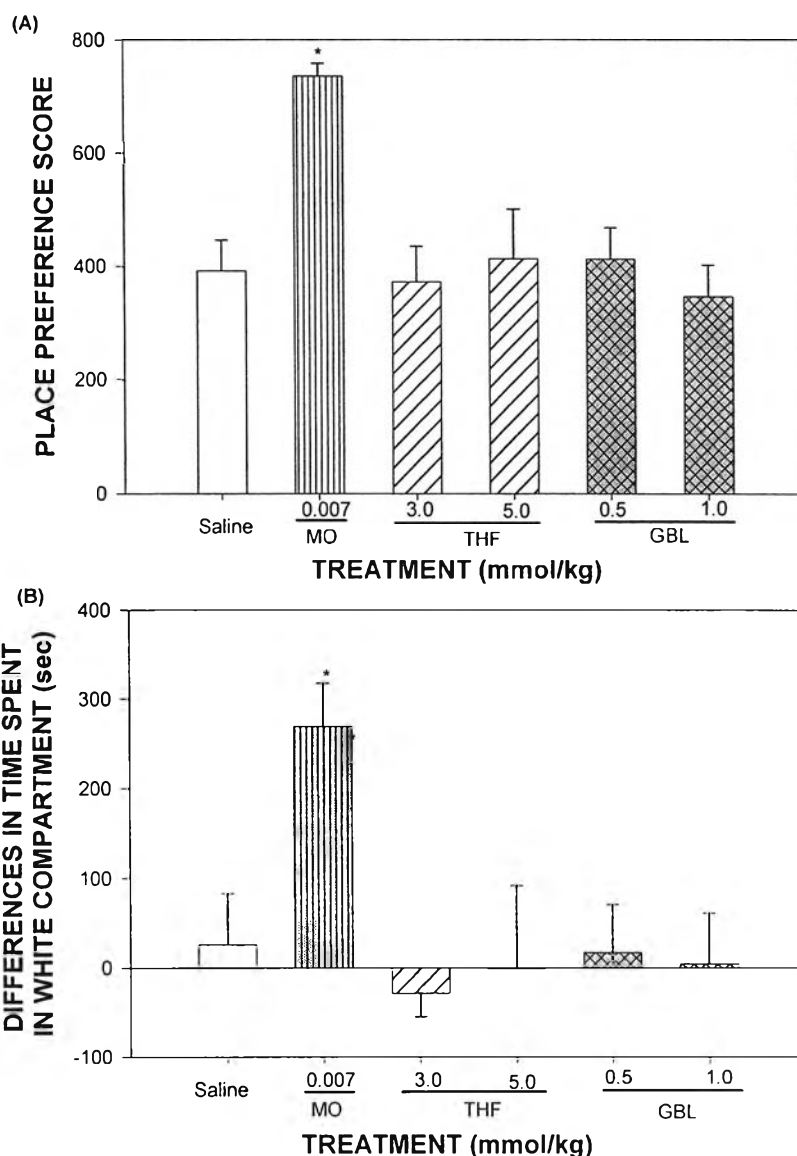 (A)
PLACE PREFERENCE SCORE
800
600
400
200
0
*
Saline
0.007
3.0
5.0
0.5
1.0
MO
THF
GBL
TREATMENT (mmol/kg)
(B)
DIFFERENCES IN TIME SPENT
IN WHITE COMPARTMENT (sec)
400
300
200
100
0
-100
*
Saline
0.007
3.0
5.0
0.5
1.0
MO
THF
GBL
TREATMENT (mmol/kg)